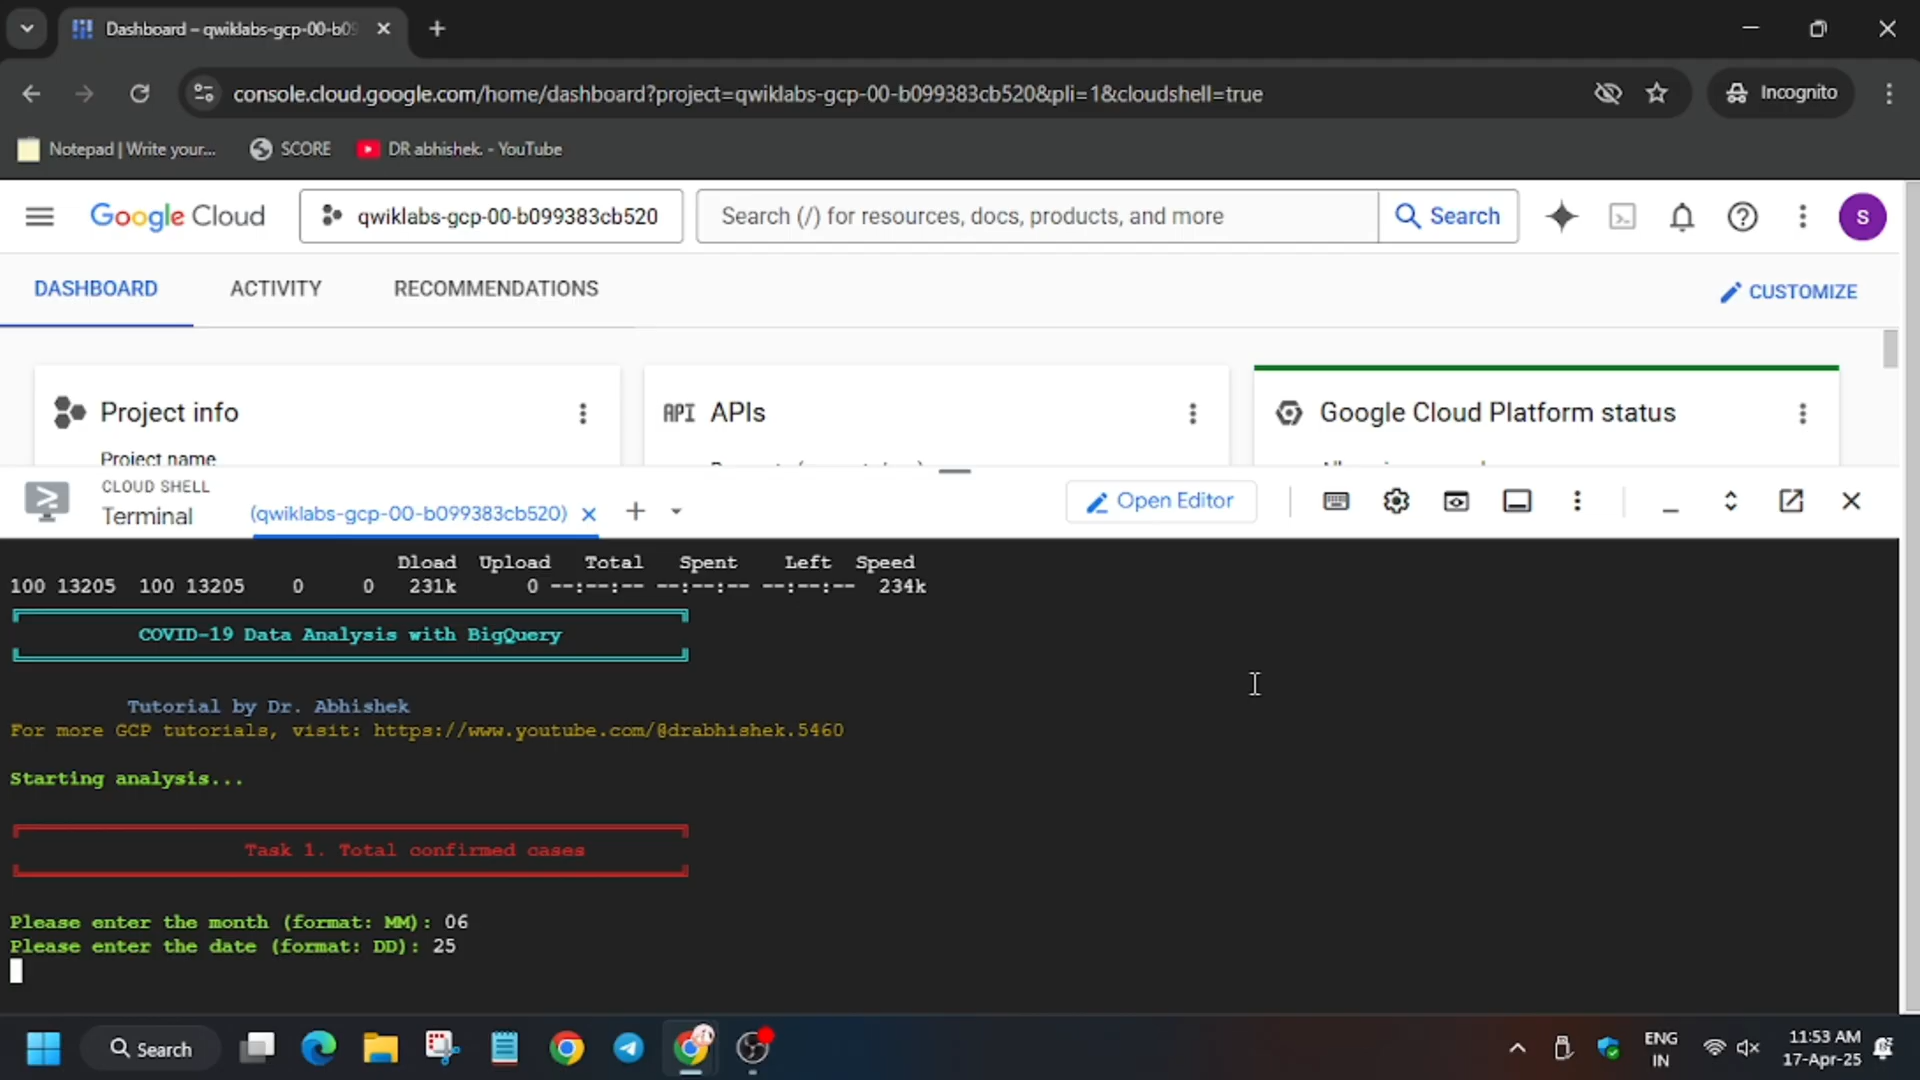 Dashboard – qwiklabs-gcp-00-b09
console.cloud.google.com/home/dashboard?project=qwiklabs-gcp-00-b099383cb520&pli=1&cloudshell=true
Incognito
Notepad | Write your...
SCORE
DR abhishek. - YouTube
Google Cloud
qwiklabs-gcp-00-b099383cb520
Search (/) for resources, docs, products, and more
Search
S
DASHBOARD
ACTIVITY
RECOMMENDATIONS
CUSTOMIZE
Project info
API APIs
Google Cloud Platform status
Project name
CLOUD SHELL
Terminal
(qwiklabs-gcp-00-b099383cb520)
Open Editor
Dload Upload Total Spent Left Speed
100 13205 100 13205 0 0 231k 0 --:--:-- --:--:-- --:--:-- 234k
COVID-19 Data Analysis with BigQuery
Tutorial by Dr. Abhishek
For more GCP tutorials, visit: https://www.youtube.com/@drabhishek.5460
Starting analysis...
Task 1. Total confirmed cases
Please enter the month (format: MM): 06
Please enter the date (format: DD): 25
Search
ENG
IN
11:53 AM
17-Apr-25